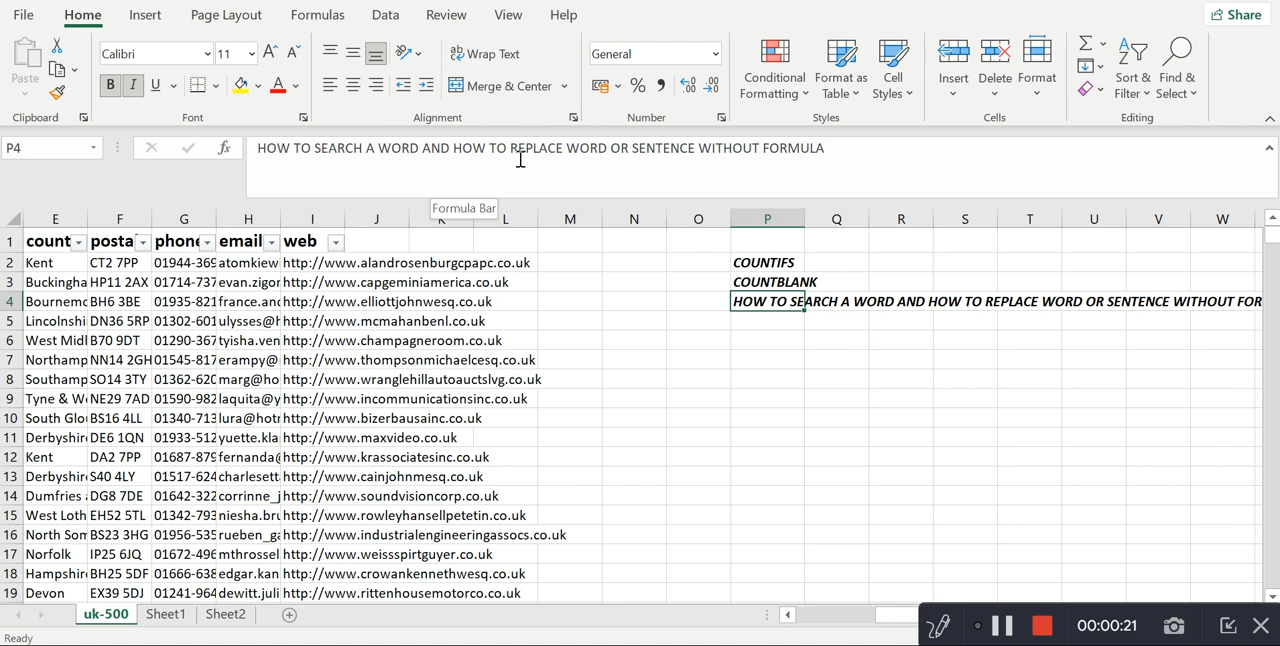 File Home Insert Page Layout Formulas Data Review View Help Share
Calibri 11 Wrap Text General
Paste B I U A Merge & Center % , Conditional Formatting Format as Table Cell Styles Insert Delete Format Sort & Filter Find & Select
Clipboard Font Alignment Number Styles Cells Editing
P4 fx HOW TO SEARCH A WORD AND HOW TO REPLACE WORD OR SENTENCE WITHOUT FORMULA
Formula Bar
E F G H I J K L M N O P Q R S T U V W
1 count posta phone email web
2 Kent CT2 7PP 01944-369 atomkiew http://www.alandrosenburgcpapc.co.uk COUNTIFS
3 Buckingha HP11 2AX 01714-737 evan.zigor http://www.capgeminiamerica.co.uk COUNTBLANK
4 Bournemo BH6 3BE 01935-821 france.and http://www.elliottjohnwesq.co.uk HOW TO SEARCH A WORD AND HOW TO REPLACE WORD OR SENTENCE WITHOUT FOR
5 Lincolnshi DN36 5RP 01302-601 ulysses@h http://www.mcmahanbenl.co.uk
6 West Midl B70 9DT 01290-367 tyisha.ven http://www.champagneroom.co.uk
7 Northamp NN14 2GH 01545-817 erampy@ http://www.thompsonmichaelcesq.co.uk
8 Southamp SO14 3TY 01362-620 marg@ho http://www.wranglehillautoauctslvg.co.uk
9 Tyne & We NE29 7AD 01590-982 laquita@y http://www.incommunicationsinc.co.uk
10 South Glo BS16 4LL 01340-713 lura@hotr http://www.bizerbausainc.co.uk
11 Derbyshir DE6 1QN 01933-512 yuette.kla http://www.maxvideo.co.uk
12 Kent DA2 7PP 01687-879 fernanda@ http://www.krassociatesinc.co.uk
13 Derbyshir S40 4LY 01517-624 charlesett http://www.cainjohnmesq.co.uk
14 Dumfries a DG8 7DE 01642-322 corrinne_j http://www.soundvisioncorp.co.uk
15 West Loth EH52 5TL 01342-793 niesha.bru http://www.rowleyhansellpetetin.co.uk
16 North Som BS23 3HG 01956-535 rueben_ga http://www.industrialengineeringassocs.co.uk
17 Norfolk IP25 6JQ 01672-496 mthrossel http://www.weissspirtguyer.co.uk
18 Hampshire BH25 5DF 01666-638 edgar.kan http://www.crowankennethwesq.co.uk
19 Devon EX39 5DJ 01241-964 dewitt.juli http://www.rittenhousemotorco.co.uk
uk-500 Sheet1 Sheet2
Ready 00:00:21